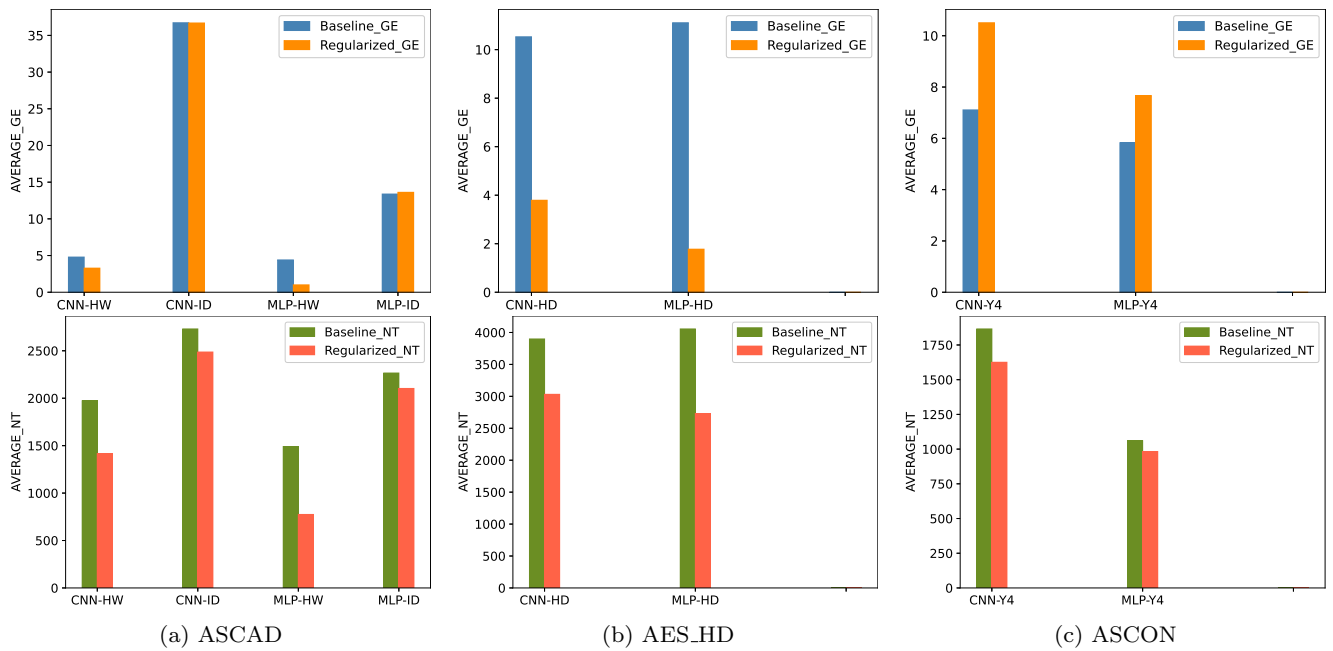 Baseline_GE
Regularized_GE
AVERAGE_GE
35
30
25
20
15
10
5
0
CNN-HW CNN-ID MLP-HW MLP-ID
Baseline_GE
Regularized_GE
AVERAGE_GE
10
8
6
4
2
0
CNN-HD MLP-HD
Baseline_GE
Regularized_GE
AVERAGE_GE
10
8
6
4
2
0
CNN-Y4 MLP-Y4
Baseline_NT
Regularized_NT
AVERAGE_NT
2500
2000
1500
1000
500
0
CNN-HW CNN-ID MLP-HW MLP-ID
Baseline_NT
Regularized_NT
AVERAGE_NT
4000
3500
3000
2500
2000
1500
1000
500
0
CNN-HD MLP-HD
Baseline_NT
Regularized_NT
AVERAGE_NT
1750
1500
1250
1000
750
500
250
0
CNN-Y4 MLP-Y4
(a) ASCAD
(b) AES_HD
(c) ASCON